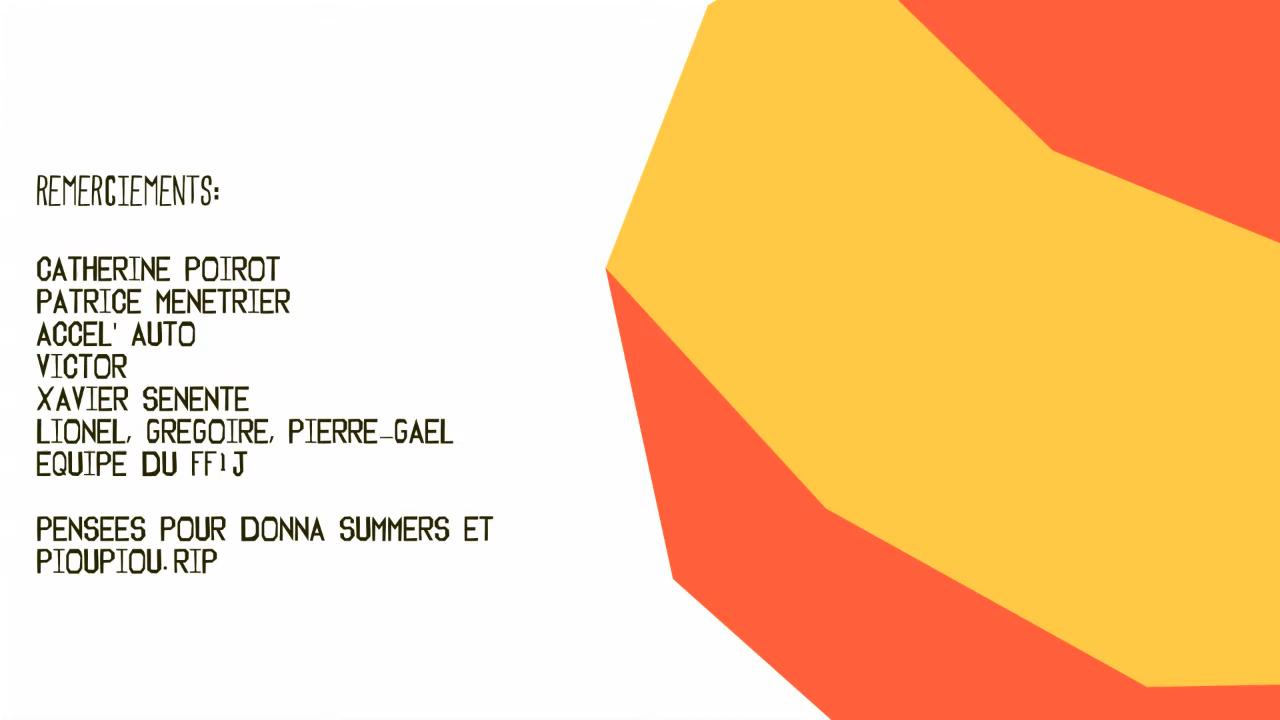 REMERCIEMENTS:
CATHERINE POIROT
PATRICE MENETRIER
ACCEL' AUTO
VICTOR
XAVIER SENENTE
LIONEL, GREGOIRE, PIERRE-GAEL
EQUIPE DU FF1J
PENSEES POUR DONNA SUMMERS ET
PIOUPIOU.RIP